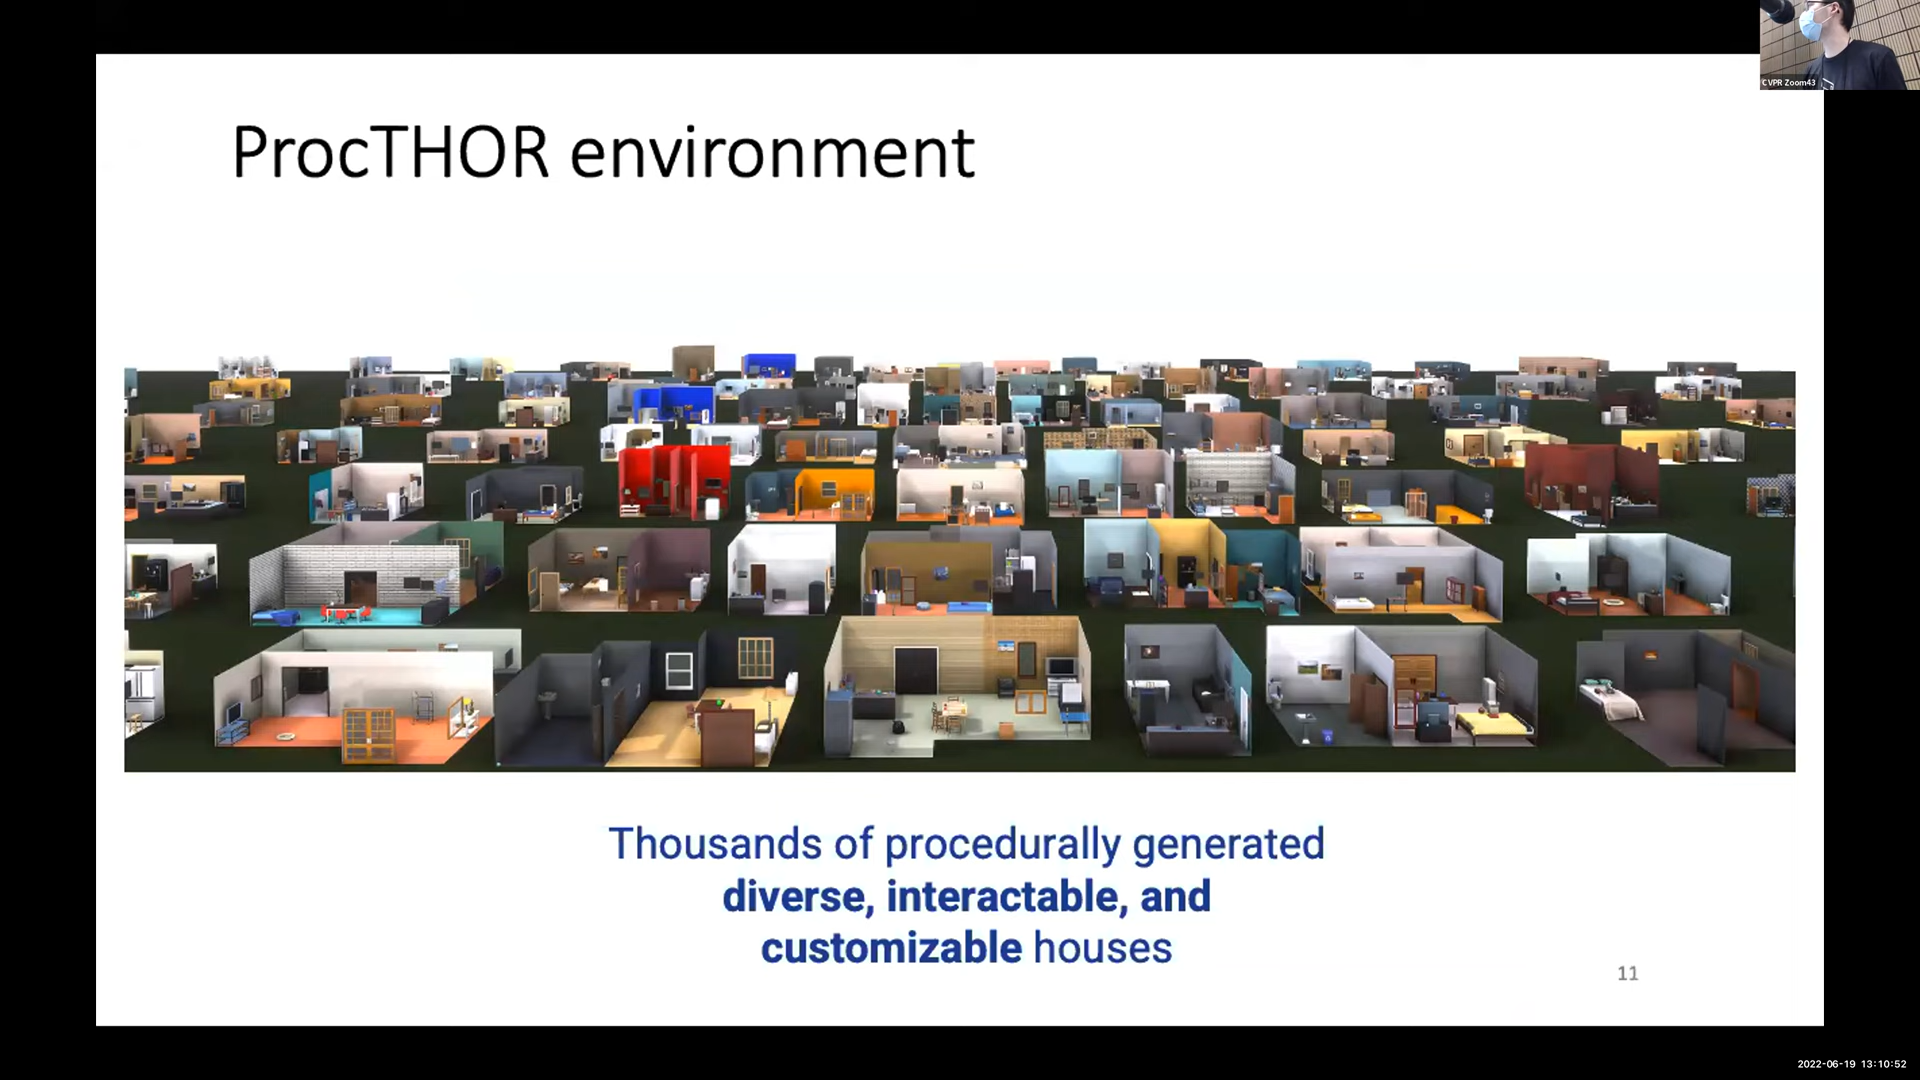 CVPR Zoom43
ProcTHOR environment
Thousands of procedurally generated
diverse, interactable, and
customizable houses
11
2022-06-19 13:10:52